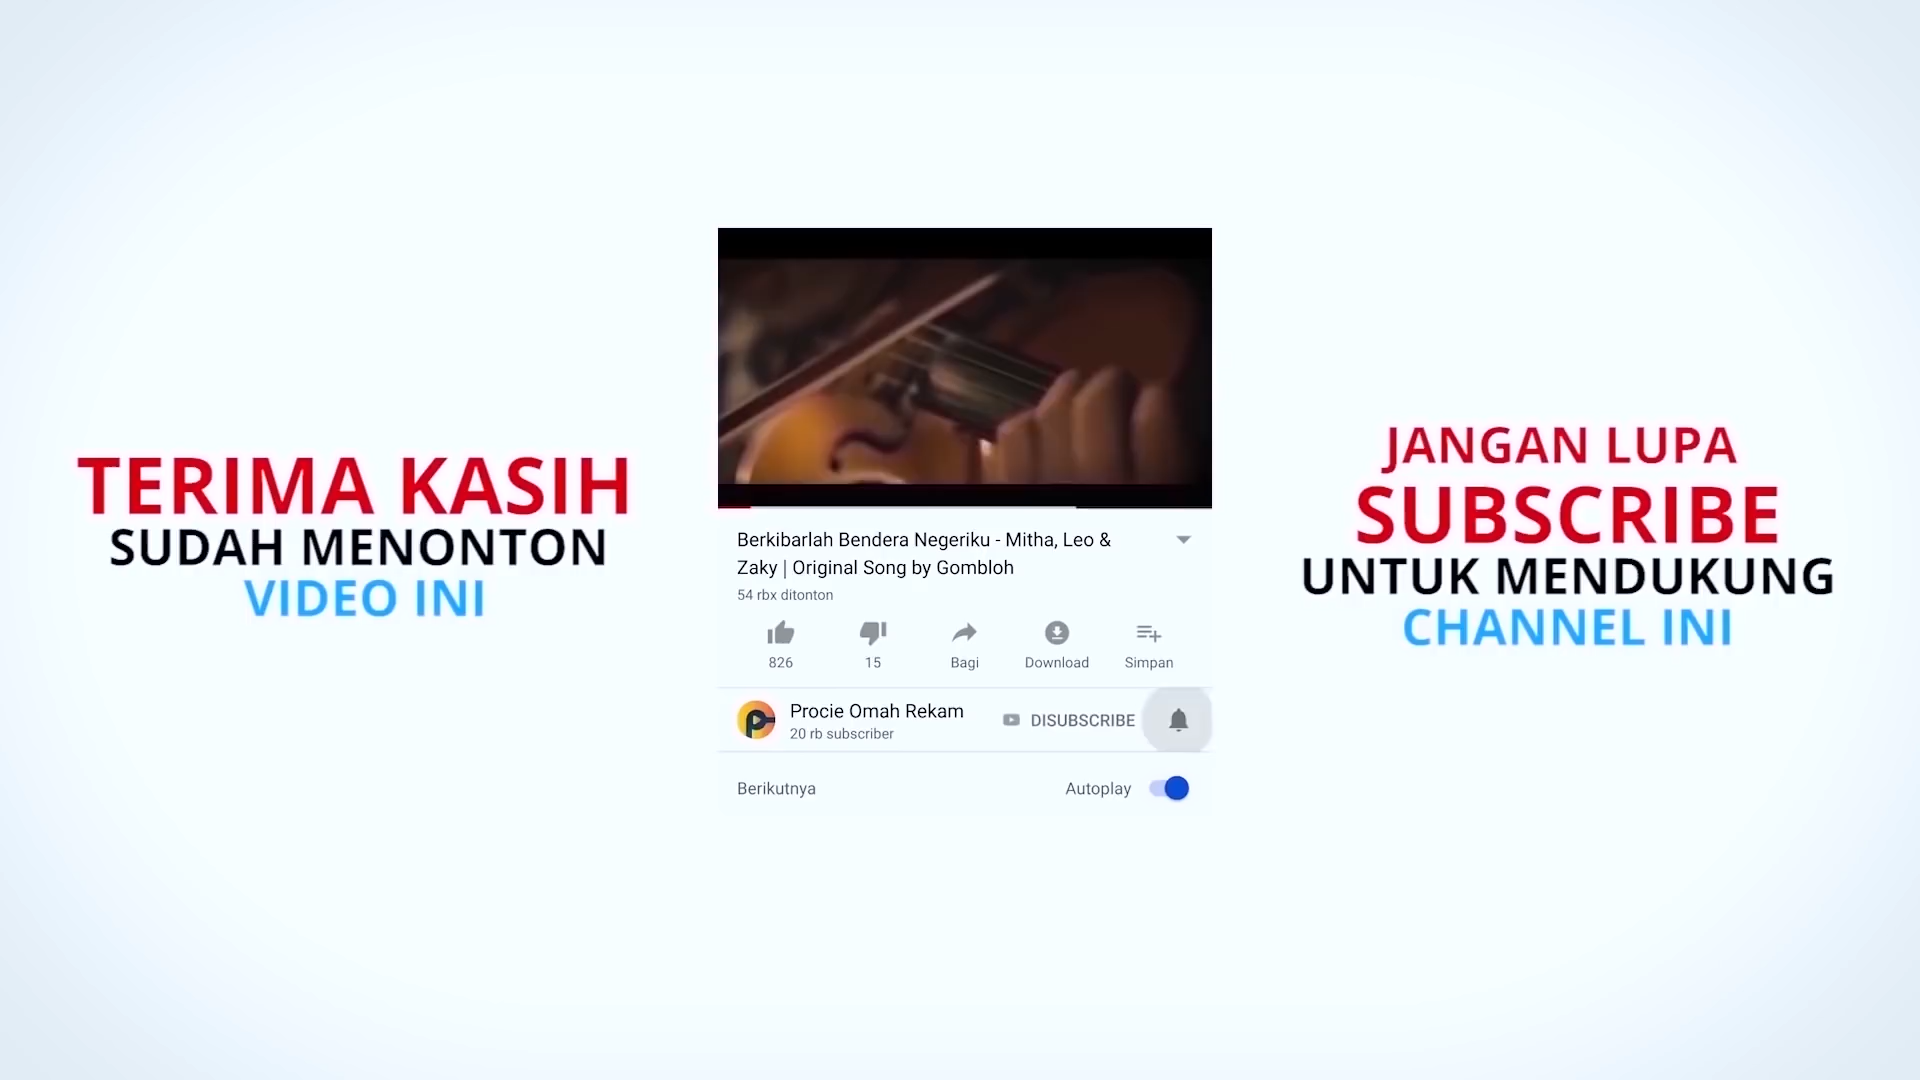 TERIMA KASIH
SUDAH MENONTON
VIDEO INI
Berkibarlah Bendera Negeriku - Mitha, Leo &
Zaky | Original Song by Gombloh
54 rbx ditonton
826
15
Bagi
Download
Simpan
Procie Omah Rekam
20 rb subscriber
DISUBSCRIBE
Berikutnya
Autoplay
JANGAN LUPA
SUBSCRIBE
UNTUK MENDUKUNG
CHANNEL INI